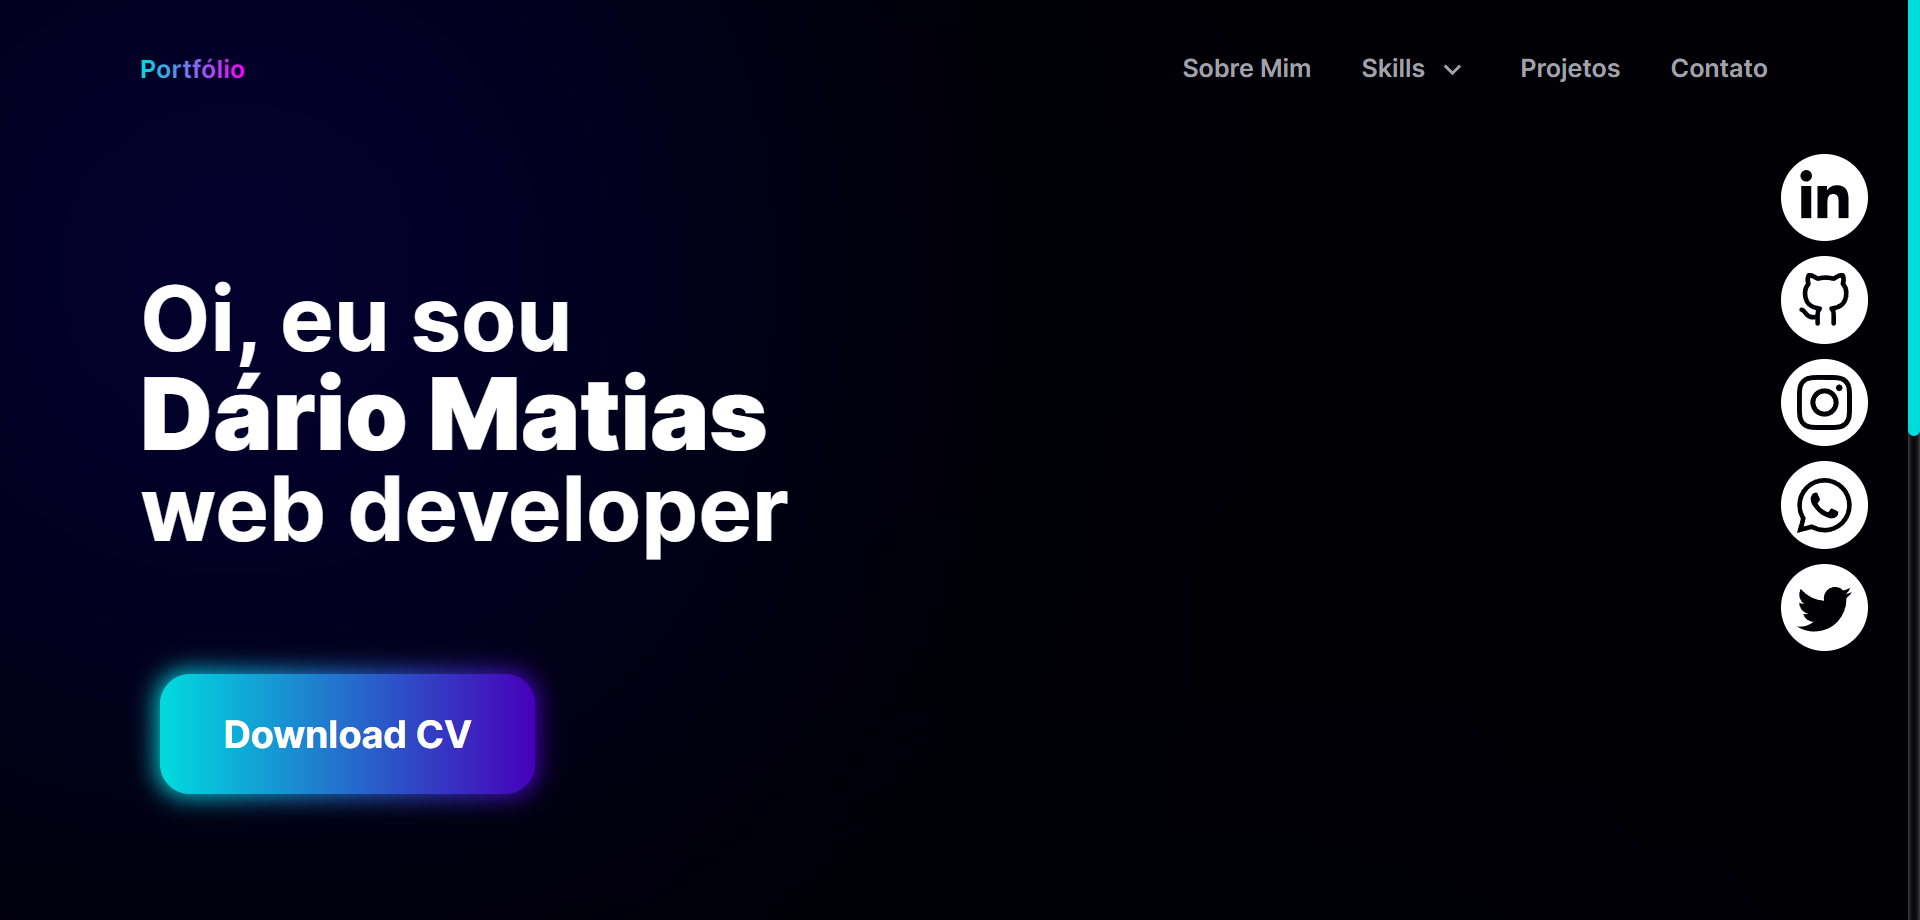 Portfólio
Sobre Mim
Skills
Projetos
Contato
in
Oi, eu sou
Dário Matias
web developer
Download CV